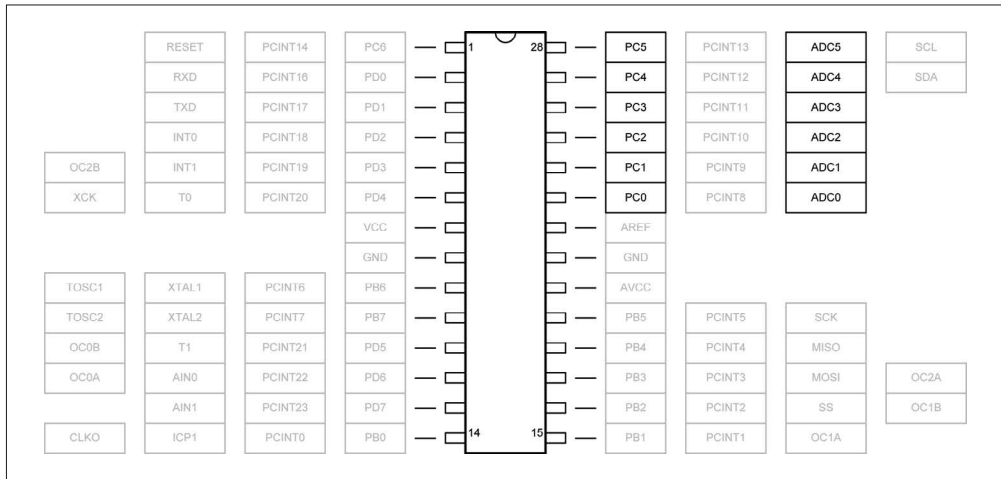 RESET PCINT14 PC6 1 28 PC5 PCINT13 ADC5 SCL
RXD PCINT16 PD0 PC4 PCINT12 ADC4 SDA
TXD PCINT17 PD1 PC3 PCINT11 ADC3
INT0 PCINT18 PD2 PC2 PCINT10 ADC2
OC2B INT1 PCINT19 PD3 PC1 PCINT9 ADC1
XCK T0 PCINT20 PD4 PC0 PCINT8 ADC0
VCC AREF
GND GND
TOSC1 XTAL1 PCINT6 PB6 AVCC
TOSC2 XTAL2 PCINT7 PB7 PB5 PCINT5 SCK
OC0B T1 PCINT21 PD5 PB4 PCINT4 MISO
OC0A AIN0 PCINT22 PD6 PB3 PCINT3 MOSI OC2A
AIN1 PCINT23 PD7 PB2 PCINT2 SS OC1B
CLKO ICP1 PCINT0 PB0 14 15 PB1 PCINT1 OC1A